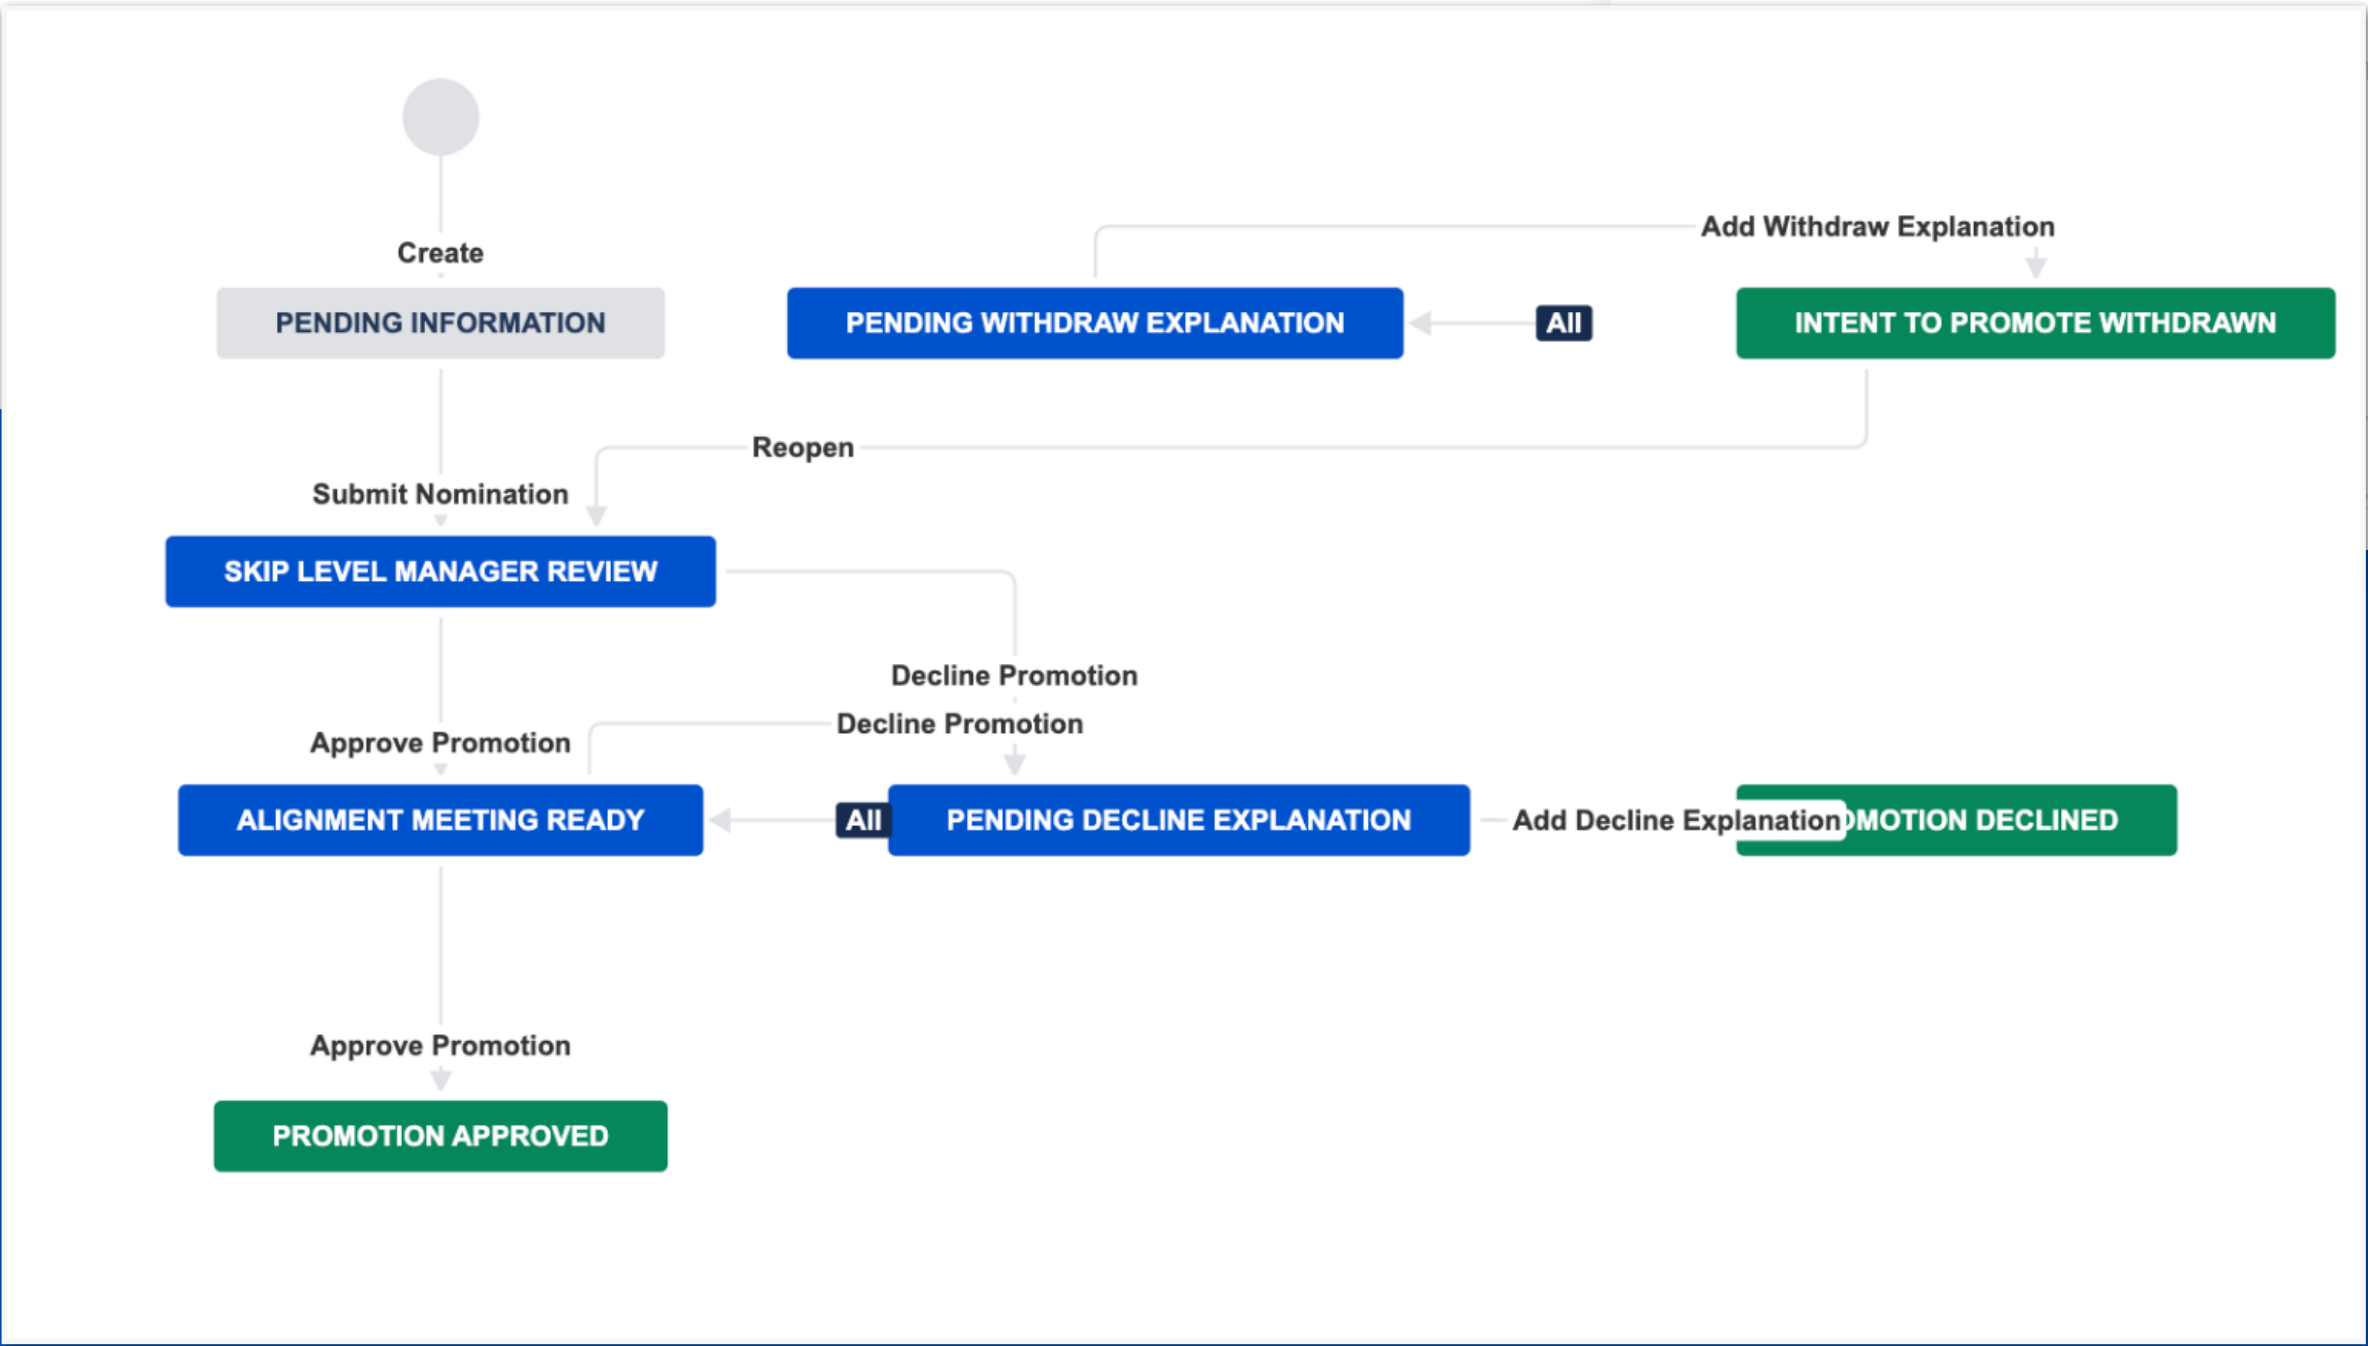 Create
Add Withdraw Explanation
PENDING INFORMATION
PENDING WITHDRAW EXPLANATION
All
INTENT TO PROMOTE WITHDRAWN
Reopen
Submit Nomination
SKIP LEVEL MANAGER REVIEW
Decline Promotion
Decline Promotion
Approve Promotion
ALIGNMENT MEETING READY
All
PENDING DECLINE EXPLANATION
Add Decline Explanation
OMOTION DECLINED
Approve Promotion
PROMOTION APPROVED